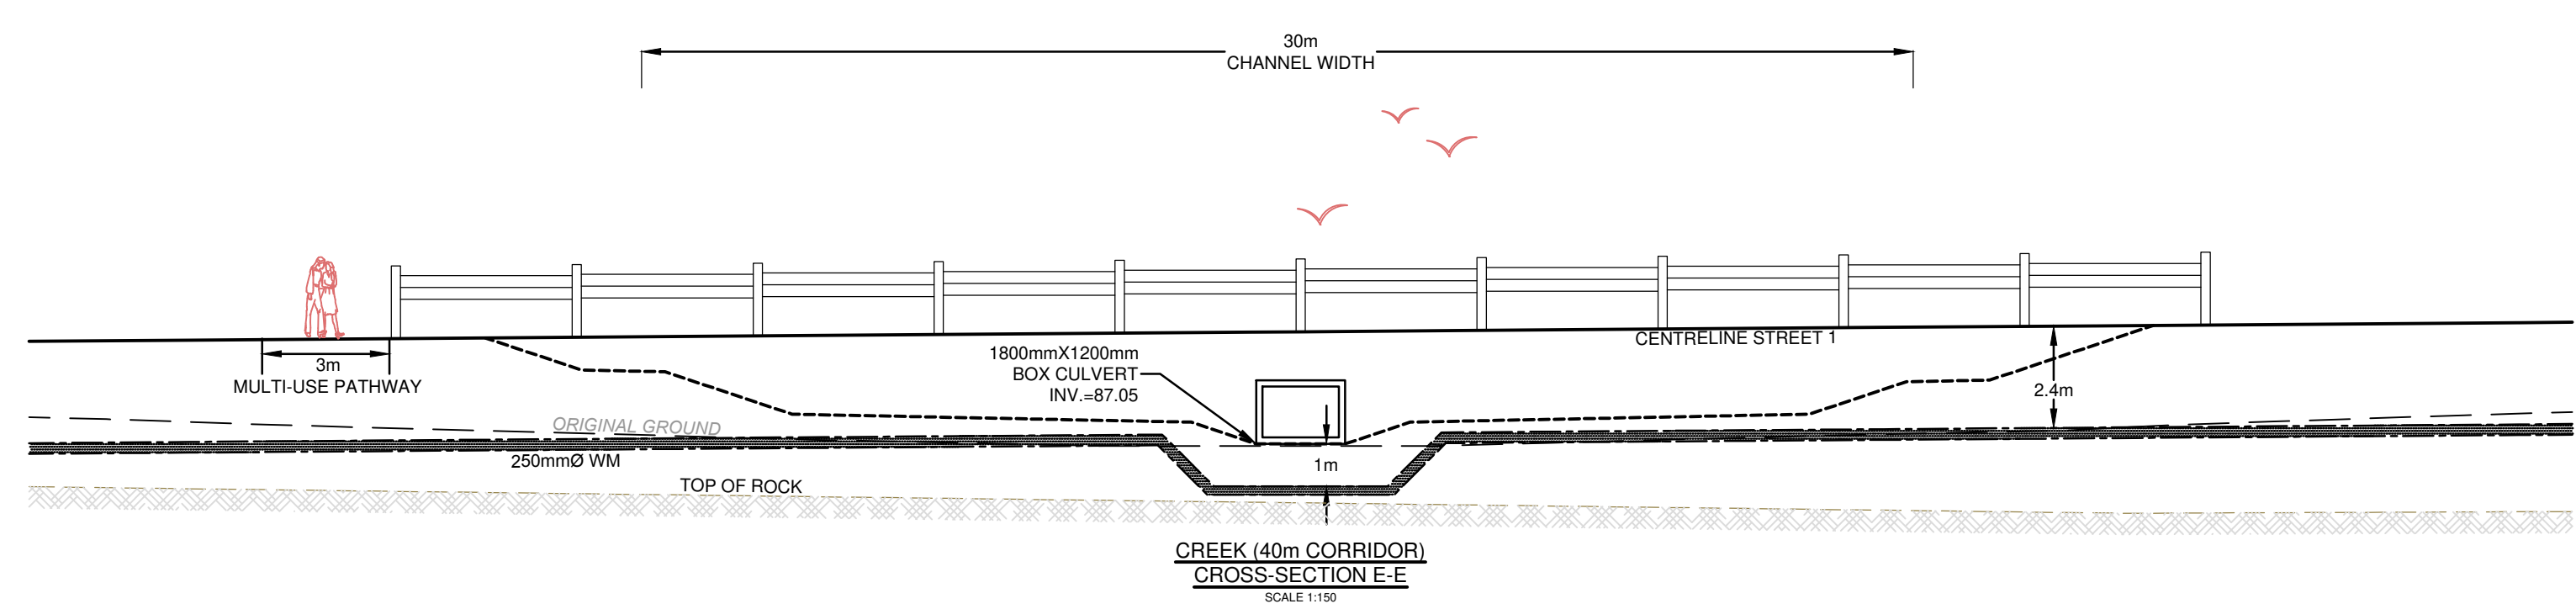 30m
CHANNEL WIDTH
CENTRELINE STREET 1
1800mmX1200mm
BOX CULVERT
INV.=87.05
3m
MULTI-USE PATHWAY
2.4m
ORIGINAL GROUND
250mmØ WM
1m
TOP OF ROCK
CREEK (40m CORRIDOR)
CROSS-SECTION E-E
SCALE 1:150